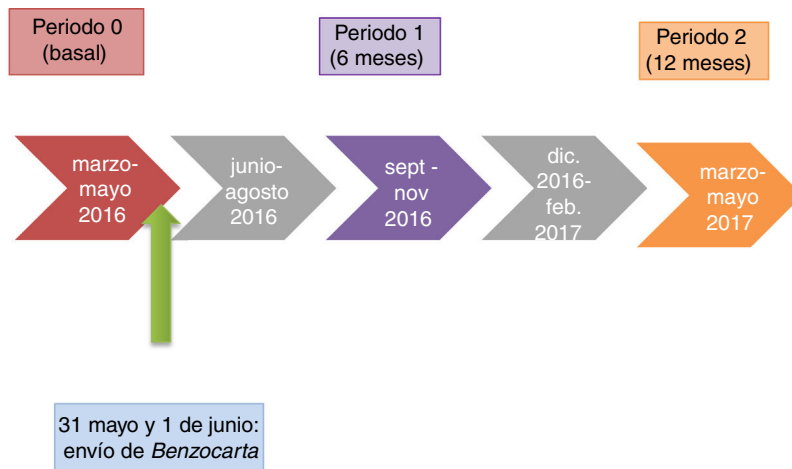 Periodo 0
(basal)
Periodo 1
(6 meses)
Periodo 2
(12 meses)
marzo-
mayo
2016
junio-
agosto
2016
sept -
nov
2016
dic.
2016-
feb.
2017
marzo-
mayo
2017
31 mayo y 1 de junio:
envío de Benzocarta